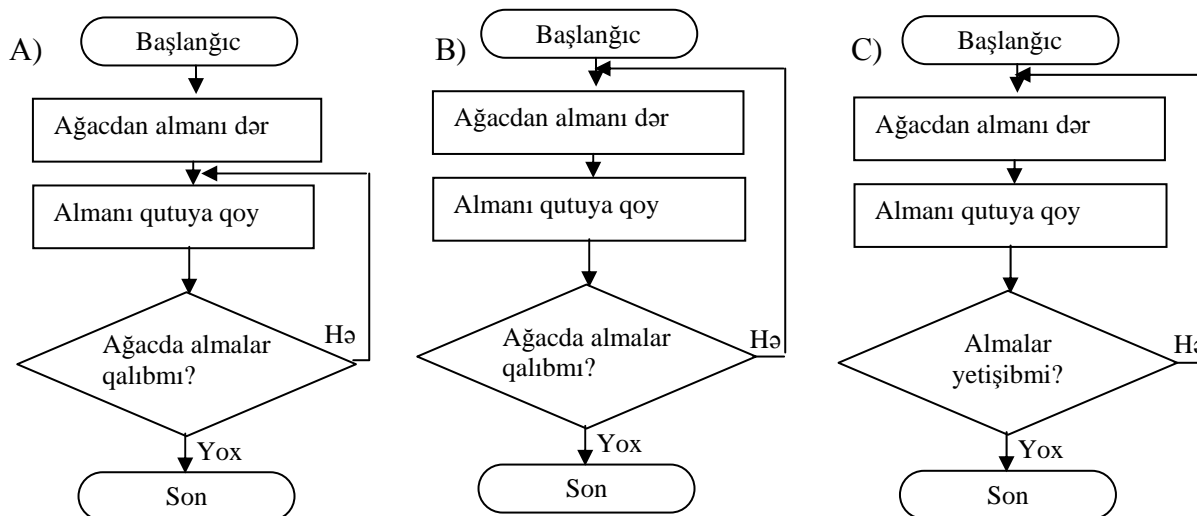 A)
Başlanğıc
Ağacdan almanı dər
Almanı qutuya qoy
Ağacda almalar
qalıbmı?
Hə
Yox
Son
B)
Başlanğıc
Ağacdan almanı dər
Almanı qutuya qoy
Ağacda almalar
qalıbmı?
Hə
Yox
Son
C)
Başlanğıc
Ağacdan almanı dər
Almanı qutuya qoy
Almalar
yetişibmi?
Hə
Yox
Son